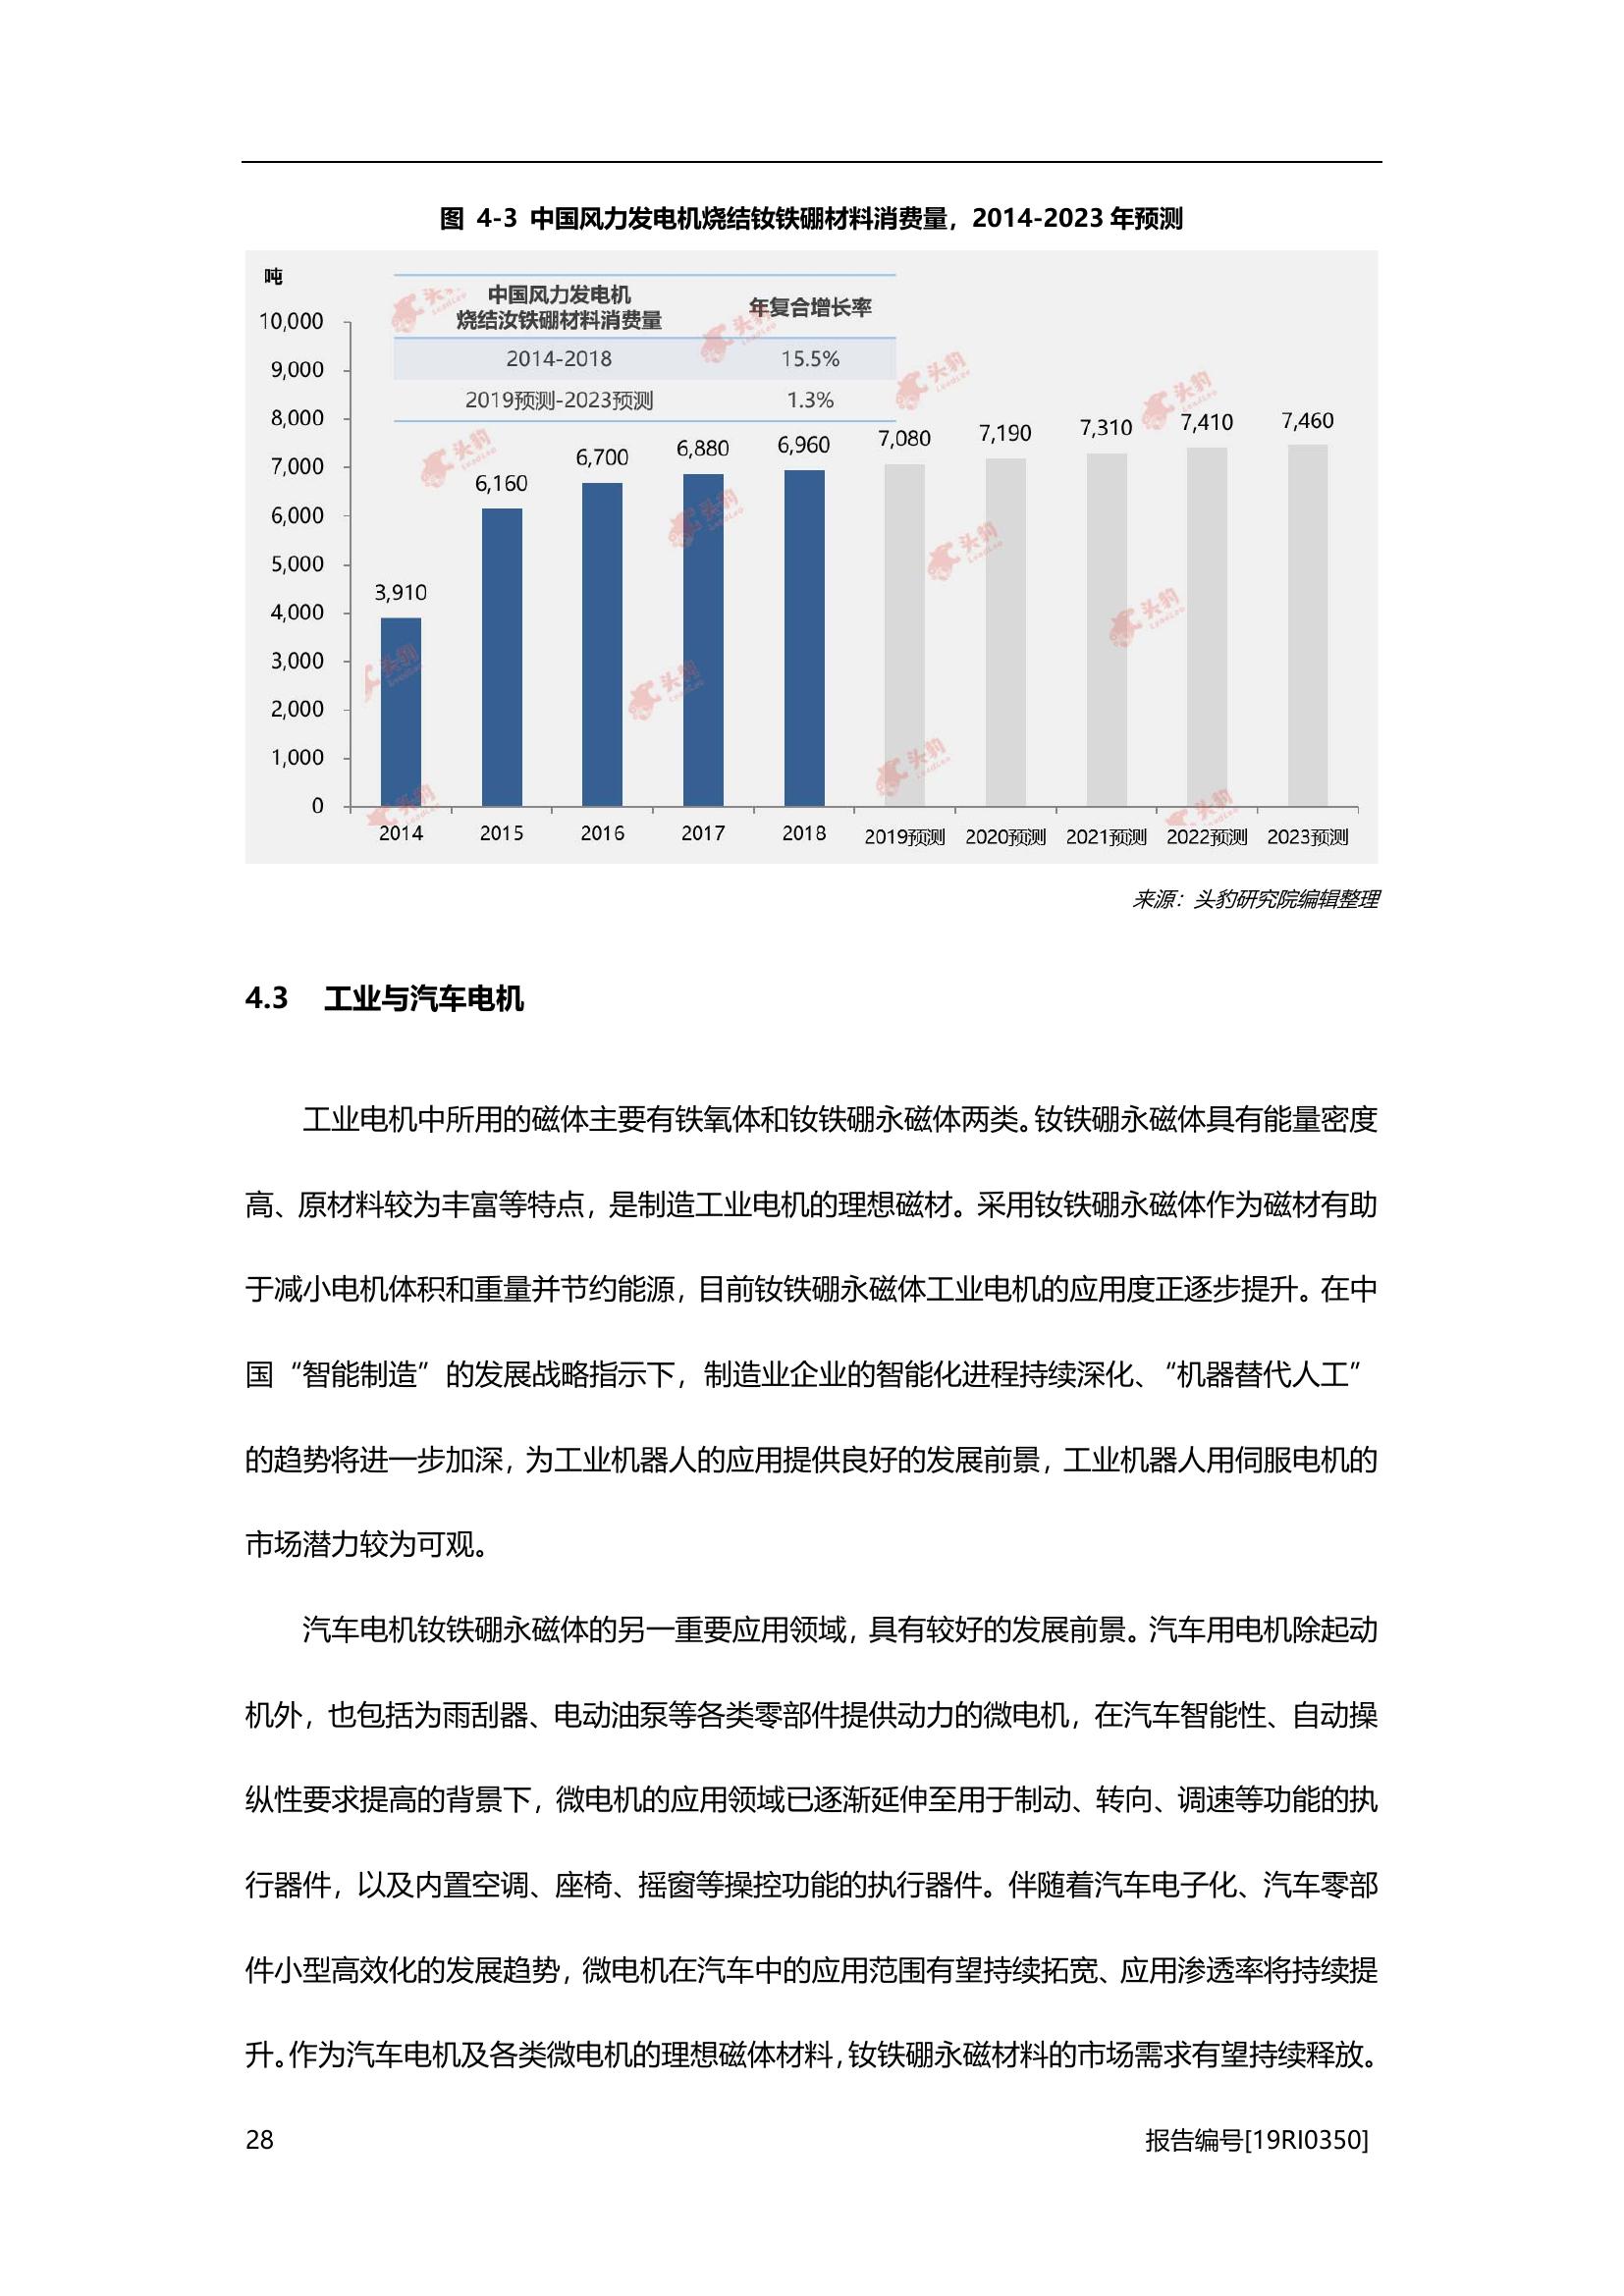 图 4-3 中国风力发电机烧结钕铁硼材料消费量，2014-2023 年预测
吨
中国风力发电机
烧结汝铁硼材料消费量
年复合增长率
2014-2018 15.5%
2019预测-2023预测 1.3%
10,000
9,000
8,000
7,000
6,000
5,000
4,000
3,000
2,000
1,000
0
3,910
6,160
6,700
6,880
6,960
7,080
7,190
7,310
7,410
7,460
2014 2015 2016 2017 2018 2019预测 2020预测 2021预测 2022预测 2023预测
头豹
LeadLeo
来源：头豹研究院编辑整理
4.3 工业与汽车电机
工业电机中所用的磁体主要有铁氧体和钕铁硼永磁体两类。钕铁硼永磁体具有能量密度
高、原材料较为丰富等特点，是制造工业电机的理想磁材。采用钕铁硼永磁体作为磁材有助
于减小电机体积和重量并节约能源，目前钕铁硼永磁体工业电机的应用度正逐步提升。在中
国“智能制造”的发展战略指示下，制造业企业的智能化进程持续深化、“机器替代人工”
的趋势将进一步加深，为工业机器人的应用提供良好的发展前景，工业机器人用伺服电机的
市场潜力较为可观。
汽车电机钕铁硼永磁体的另一重要应用领域，具有较好的发展前景。汽车用电机除起动
机外，也包括为雨刮器、电动油泵等各类零部件提供动力的微电机，在汽车智能性、自动操
纵性要求提高的背景下，微电机的应用领域已逐渐延伸至用于制动、转向、调速等功能的执
行器件，以及内置空调、座椅、摇窗等操控功能的执行器件。伴随着汽车电子化、汽车零部
件小型高效化的发展趋势，微电机在汽车中的应用范围有望持续拓宽、应用渗透率将持续提
升。作为汽车电机及各类微电机的理想磁体材料，钕铁硼永磁材料的市场需求有望持续释放。
28
报告编号[19RI0350]